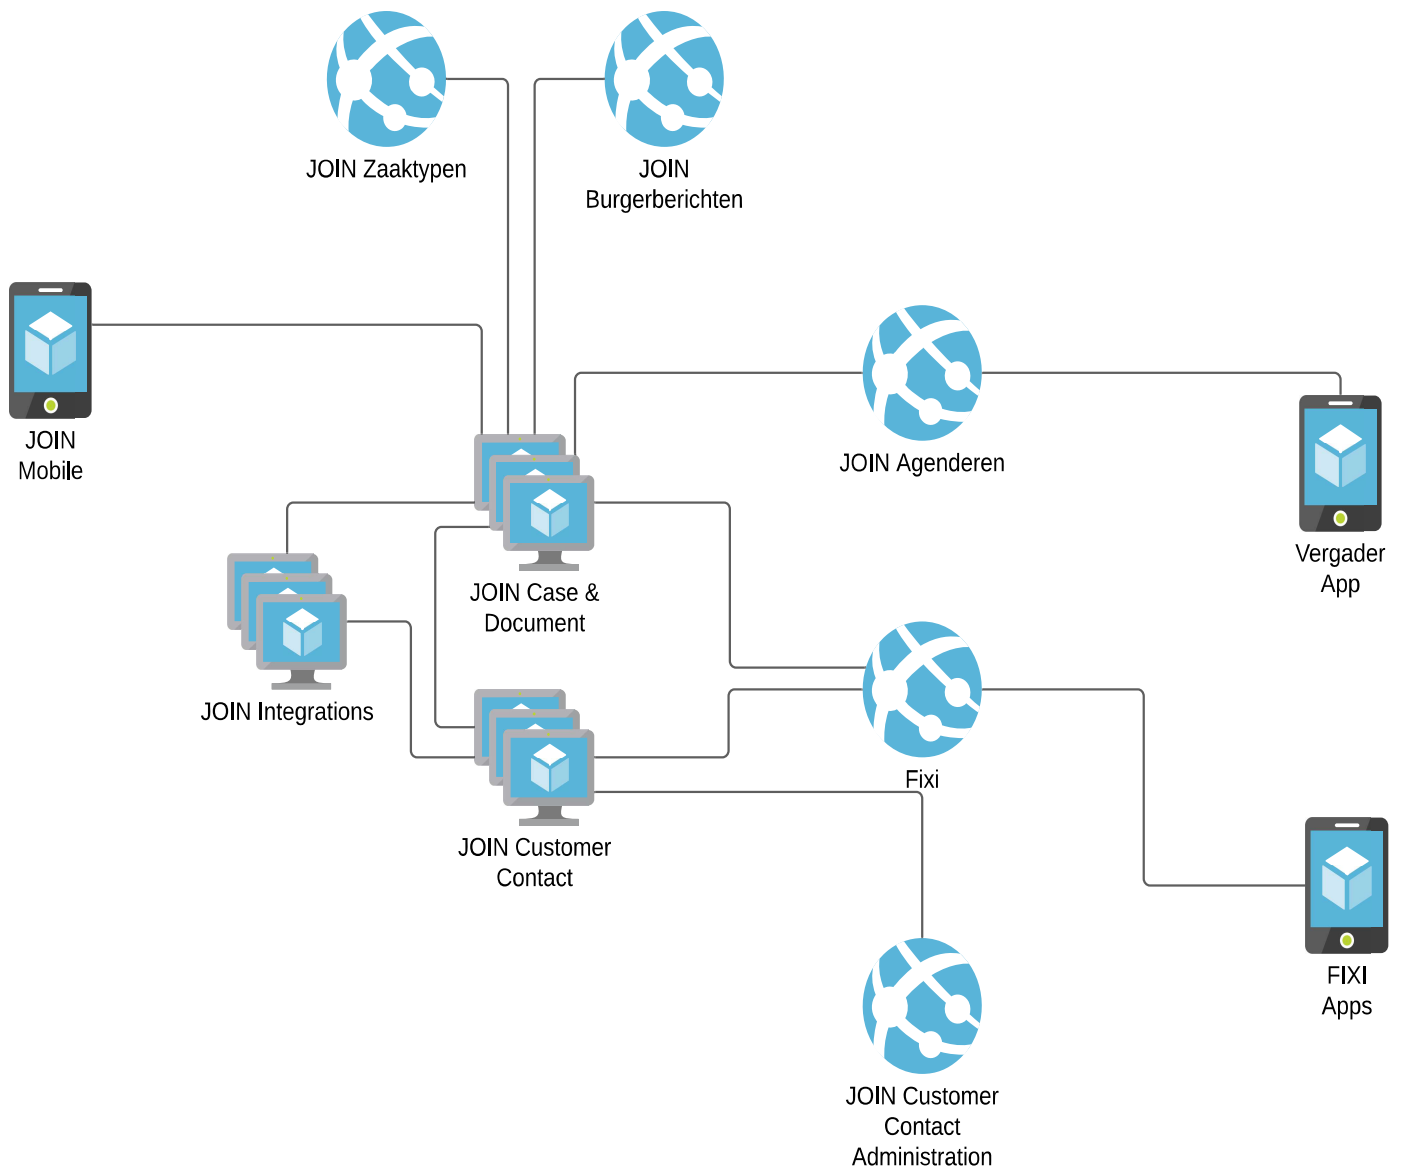 JOIN Zaaktypen
JOIN
Burgerberichten
JOIN
Mobile
JOIN Agenderen
Vergader
App
JOIN Case &
Document
JOIN Integrations
Fixi
JOIN Customer
Contact
FIXI
Apps
JOIN Customer
Contact
Administration